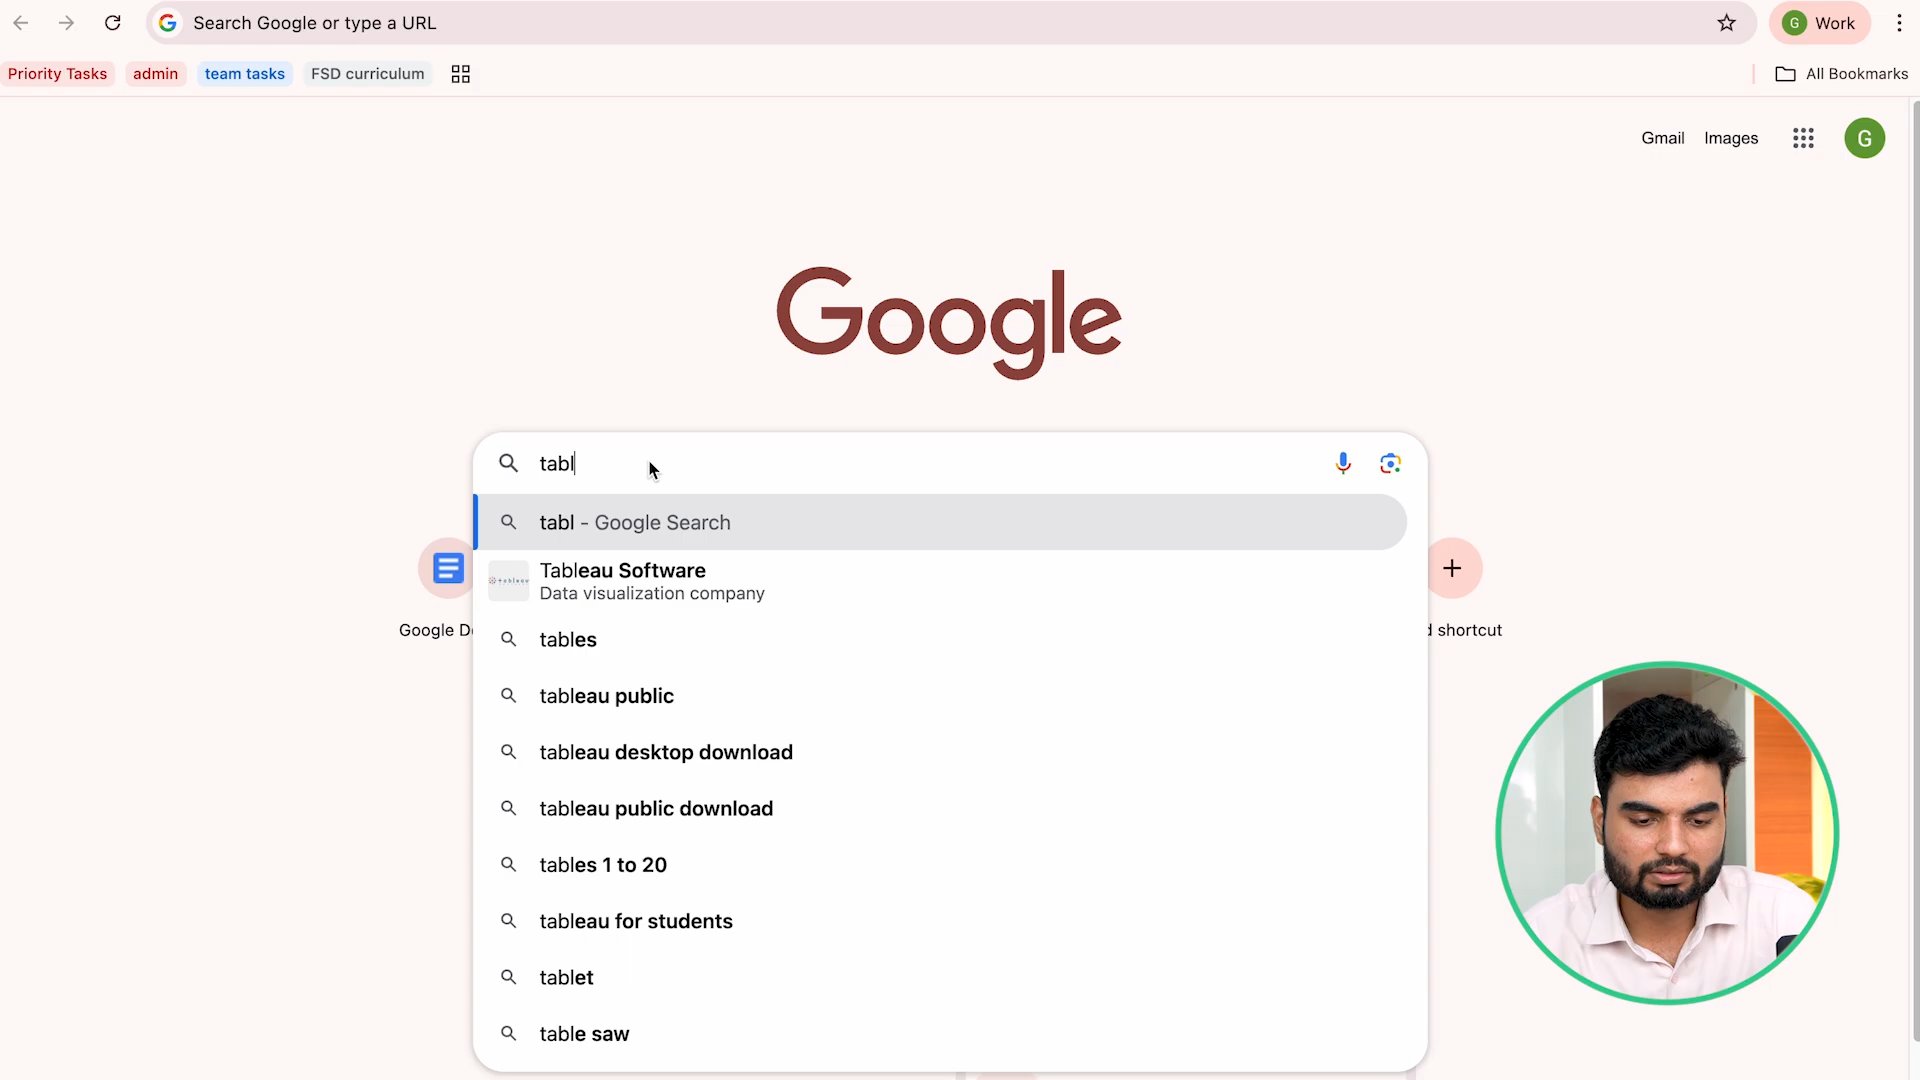 Search Google or type a URL
G Work
Priority Tasks
admin
team tasks
FSD curriculum
All Bookmarks
Gmail
Images
G
Google
tabl
tabl - Google Search
Tableau Software
Data visualization company
tables
tableau public
tableau desktop download
tableau public download
tables 1 to 20
tableau for students
tablet
table saw
Google D
shortcut